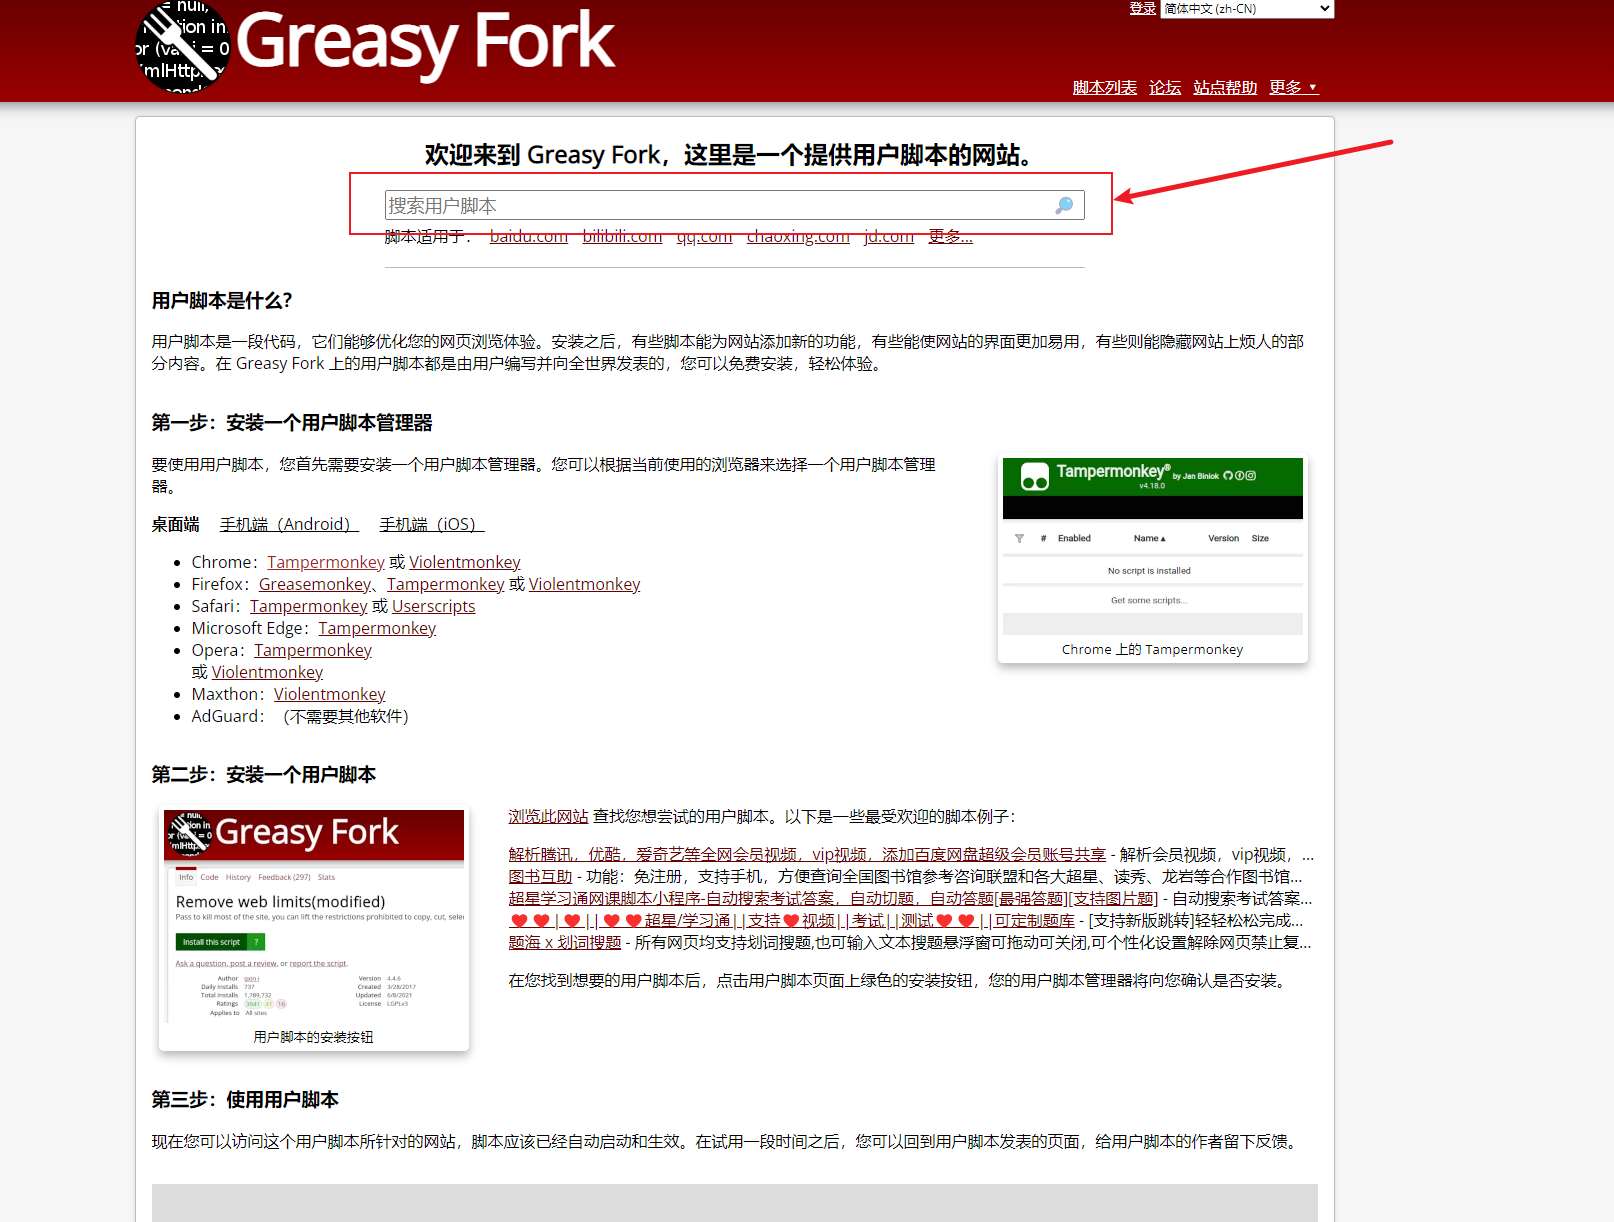 = null,
ion in
or (va i = 0
mlHttp
Greasy Fork
登录 简体中文 (zh-CN)
脚本列表 论坛 站点帮助 更多 ▼
欢迎来到 Greasy Fork，这里是一个提供用户脚本的网站。
搜索用户脚本
脚本适用于： baidu.com bilibili.com qq.com chaoxing.com jd.com 更多...
用户脚本是什么？
用户脚本是一段代码，它们能够优化您的网页浏览体验。安装之后，有些脚本能为网站添加新的功能，有些能使网站的界面更加易用，有些则能隐藏网站上烦人的部
分内容。在 Greasy Fork 上的用户脚本都是由用户编写并向全世界发表的，您可以免费安装，轻松体验。
第一步：安装一个用户脚本管理器
要使用用户脚本，您首先需要安装一个用户脚本管理器。您可以根据当前使用的浏览器来选择一个用户脚本管理
器。
桌面端 手机端（Android） 手机端（iOS）
Chrome：Tampermonkey 或 Violentmonkey
Firefox：Greasemonkey、Tampermonkey 或 Violentmonkey
Safari：Tampermonkey 或 Userscripts
Microsoft Edge：Tampermonkey
Opera：Tampermonkey
或 Violentmonkey
Maxthon：Violentmonkey
AdGuard：（不需要其他软件）
Tampermonkey® by Jan Biniok
v4.18.0
# Enabled Name ▴ Version Size
No script is installed
Get some scripts...
Chrome 上的 Tampermonkey
第二步：安装一个用户脚本
Greasy Fork
Info Code History Feedback (297) Stats
Remove web limits(modified)
Pass to kill most of the site, you can lift the restrictions prohibited to copy, cut, selec
Install this script ?
Ask a question, post a review, or report the script.
Author qxin i Version 4.4.6
Daily installs 737 Created 3/28/2017
Total installs 1,789,732 Updated 6/8/2021
Ratings 3941 41 16 License LGPLv3
Applies to All sites
用户脚本的安装按钮
浏览此网站 查找您想尝试的用户脚本。以下是一些最受欢迎的脚本例子：
解析腾讯，优酷，爱奇艺等全网会员视频，vip视频，添加百度网盘超级会员账号共享 - 解析会员视频，vip视频，...
图书互助 - 功能：免注册，支持手机，方便查询全国图书馆参考咨询联盟和各大超星、读秀、龙岩等合作图书馆...
超星学习通网课脚本小程序-自动搜索考试答案，自动切题，自动答题[最强答题][支持图片题] - 自动搜索考试答案...
♥ ♥ | ♥ || ♥ ♥超星/学习通||支持♥视频||考试||测试♥ ♥ ||可定制题库 - [支持新版跳转]轻轻松松完成...
题海 x 划词搜题 - 所有网页均支持划词搜题,也可输入文本搜题悬浮窗可拖动可关闭,可个性化设置解除网页禁止复...
在您找到想要的用户脚本后，点击用户脚本页面上绿色的安装按钮，您的用户脚本管理器将向您确认是否安装。
第三步：使用用户脚本
现在您可以访问这个用户脚本所针对的网站，脚本应该已经自动启动和生效。在试用一段时间之后，您可以回到用户脚本发表的页面，给用户脚本的作者留下反馈。